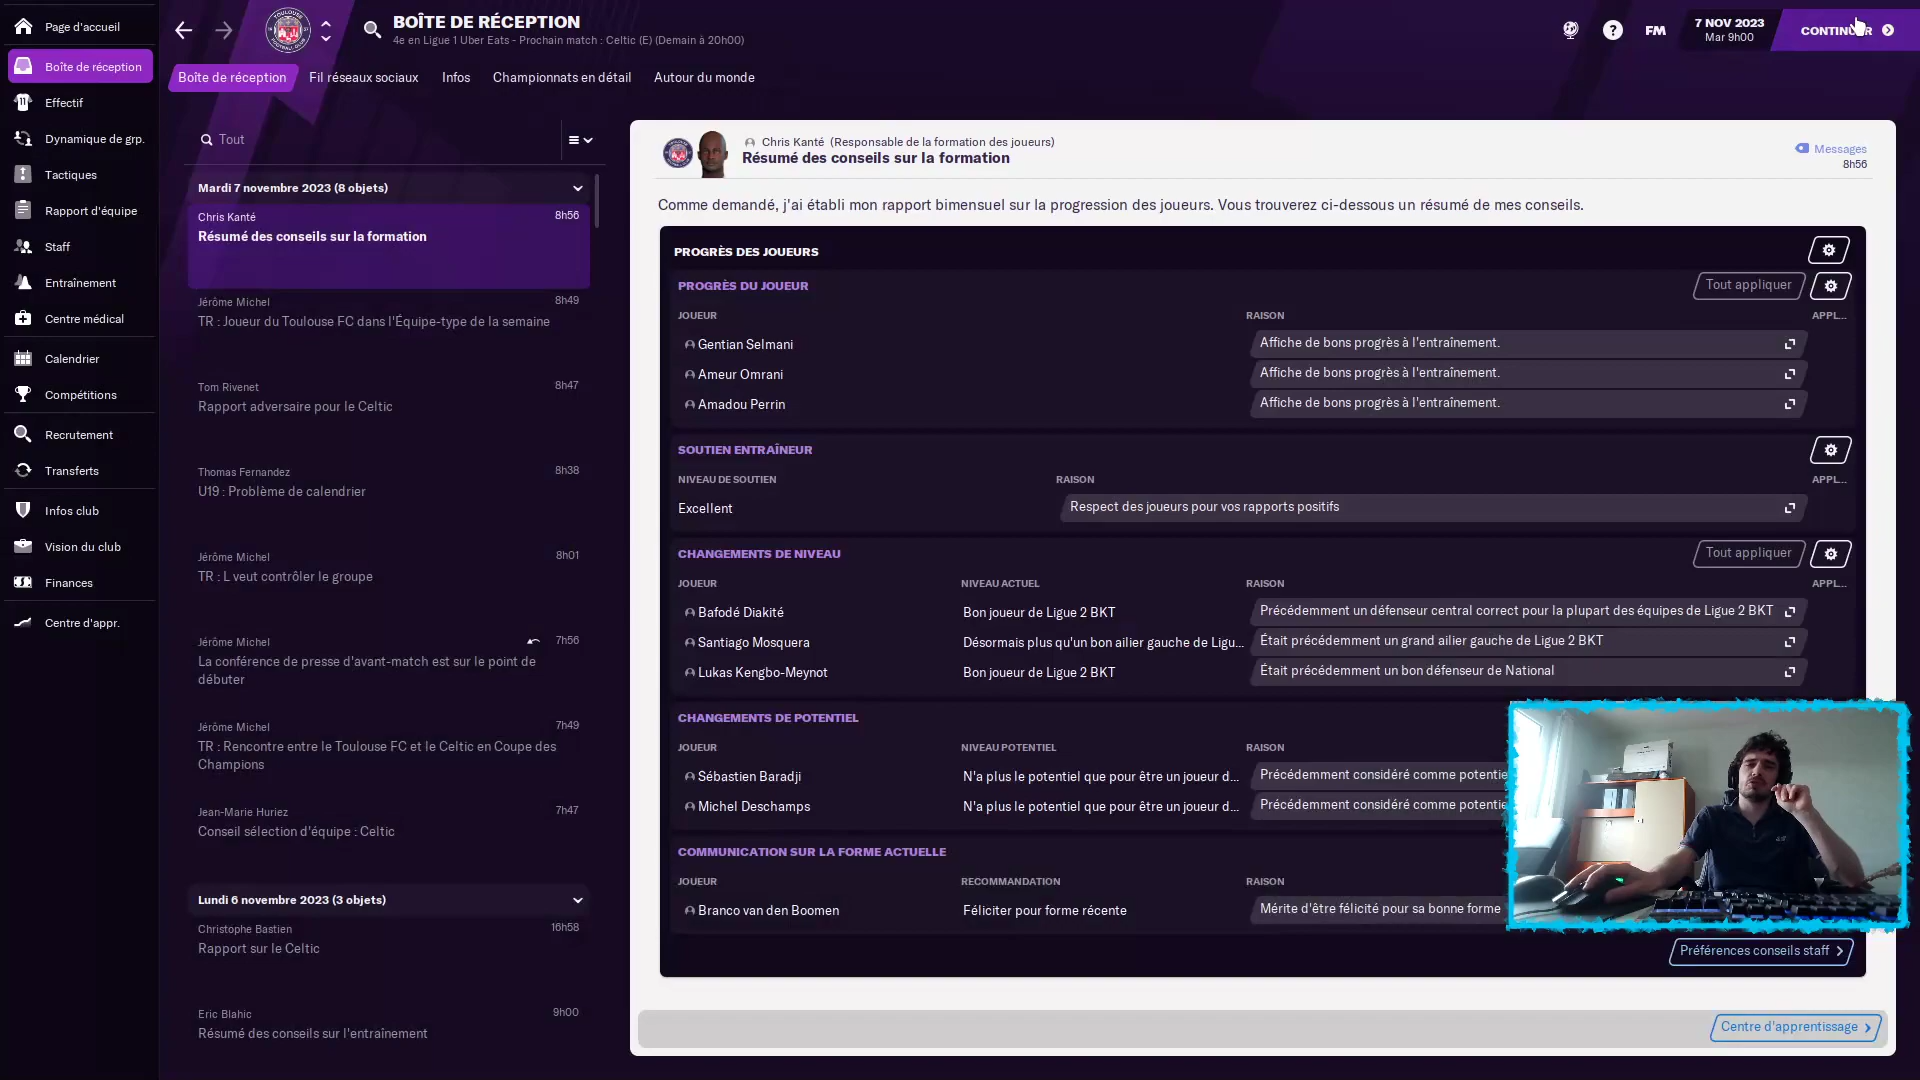 Page d'accueil
Boîte de réception
Effectif
Dynamique de grp.
Tactiques
Rapport d'équipe
Staff
Entraînement
Centre médical
Calendrier
Compétitions
Recrutement
Transferts
Infos club
Vision du club
Finances
Centre d'appr.
BOÎTE DE RÉCEPTION
4e en Ligue 1 Uber Eats - Prochain match : Celtic (E) (Demain à 20h00)
FM
7 NOV 2023
Mar 9h00
Boîte de réception Fil réseaux sociaux Infos Championnats en détail Autour du monde
Tout
Mardi 7 novembre 2023 (8 objets)
Chris Kanté 8h56
Résumé des conseils sur la formation
Jérôme Michel 8h49
TR : Joueur du Toulouse FC dans l'Équipe-type de la semaine
Tom Rivenet 8h47
Rapport adversaire pour le Celtic
Thomas Fernandez 8h38
U19 : Problème de calendrier
Jérôme Michel 8h01
TR : L veut contrôler le groupe
Jérôme Michel 7h56
La conférence de presse d'avant-match est sur le point de
débuter
Jérôme Michel 7h49
TR : Rencontre entre le Toulouse FC et le Celtic en Coupe des
Champions
Jean-Marie Huriez 7h47
Conseil sélection d'équipe : Celtic
Lundi 6 novembre 2023 (3 objets)
Christophe Bastien 16h58
Rapport sur le Celtic
Eric Blahic 9h00
Résumé des conseils sur l'entraînement
Chris Kanté (Responsable de la formation des joueurs)
Résumé des conseils sur la formation
Messages
8h56
Comme demandé, j'ai établi mon rapport bimensuel sur la progression des joueurs. Vous trouverez ci-dessous un résumé de mes conseils.
PROGRÈS DES JOUEURS
PROGRÈS DU JOUEUR Tout appliquer
JOUEUR RAISON APPL...
Gentian Selmani Affiche de bons progrès à l'entraînement.
Ameur Omrani Affiche de bons progrès à l'entraînement.
Amadou Perrin Affiche de bons progrès à l'entraînement.
SOUTIEN ENTRAÎNEUR
NIVEAU DE SOUTIEN RAISON APPL...
Excellent Respect des joueurs pour vos rapports positifs
CHANGEMENTS DE NIVEAU Tout appliquer
JOUEUR NIVEAU ACTUEL RAISON APPL...
Bafodé Diakité Bon joueur de Ligue 2 BKT Précédemment un défenseur central correct pour la plupart des équipes de Ligue 2 BKT
Santiago Mosquera Désormais plus qu'un bon ailier gauche de Ligu... Était précédemment un grand ailier gauche de Ligue 2 BKT
Lukas Kengbo-Meynot Bon joueur de Ligue 2 BKT Était précédemment un bon défenseur de National
CHANGEMENTS DE POTENTIEL
JOUEUR NIVEAU POTENTIEL RAISON
Sébastien Baradji N'a plus le potentiel que pour être un joueur d... Précédemment considéré comme potentie
Michel Deschamps N'a plus le potentiel que pour être un joueur d... Précédemment considéré comme potentie
COMMUNICATION SUR LA FORME ACTUELLE
JOUEUR RECOMMANDATION RAISON
Branco van den Boomen Féliciter pour forme récente Mérite d'être félicité pour sa bonne forme
Préférences conseils staff
Centre d'apprentissage